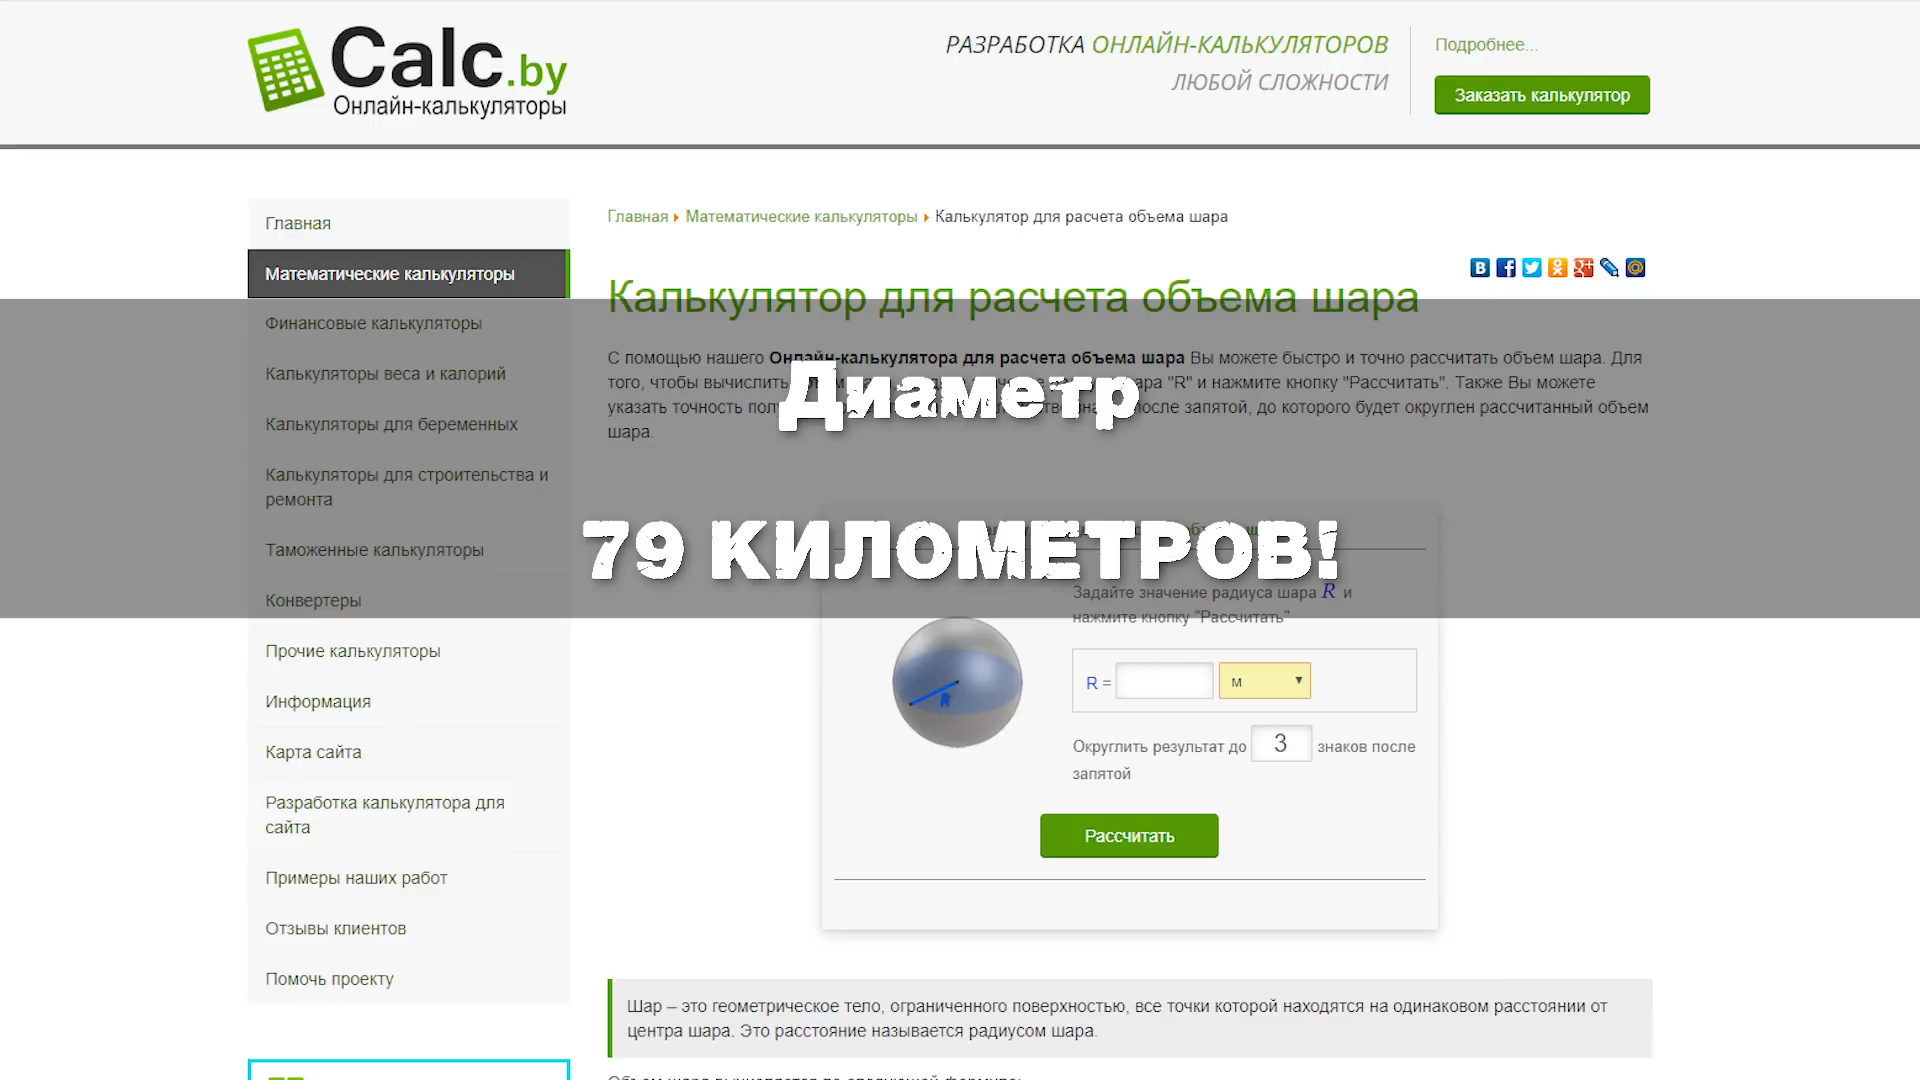 Calc.by
Онлайн-калькуляторы
РАЗРАБОТКА ОНЛАЙН-КАЛЬКУЛЯТОРОВ
ЛЮБОЙ СЛОЖНОСТИ
Подробнее...
Заказать калькулятор
Главная
Математические калькуляторы
Финансовые калькуляторы
Калькуляторы веса и калорий
Калькуляторы для беременных
Калькуляторы для строительства и
ремонта
Таможенные калькуляторы
Конвертеры
Прочие калькуляторы
Информация
Карта сайта
Разработка калькулятора для
сайта
Примеры наших работ
Отзывы клиентов
Помочь проекту
Главная Математические калькуляторы Калькулятор для расчета объема шара
Калькулятор для расчета объема шара
С помощью нашего Онлайн-калькулятора для расчета объема шара Вы можете быстро и точно рассчитать объем шара. Для
того, чтобы вычислить "R" и нажмите кнопку "Рассчитать". Также Вы можете
указать точность после запятой, до которого будет округлен рассчитанный объем
шара.
Диаметр
79 КИЛОМЕТРОВ!
Задайте значение радиуса шара R и
нажмите кнопку "Рассчитать"
R
R = м
Округлить результат до 3 знаков после
запятой
Рассчитать
Шар – это геометрическое тело, ограниченного поверхностью, все точки которой находятся на одинаковом расстоянии от
центра шара. Это расстояние называется радиусом шара.